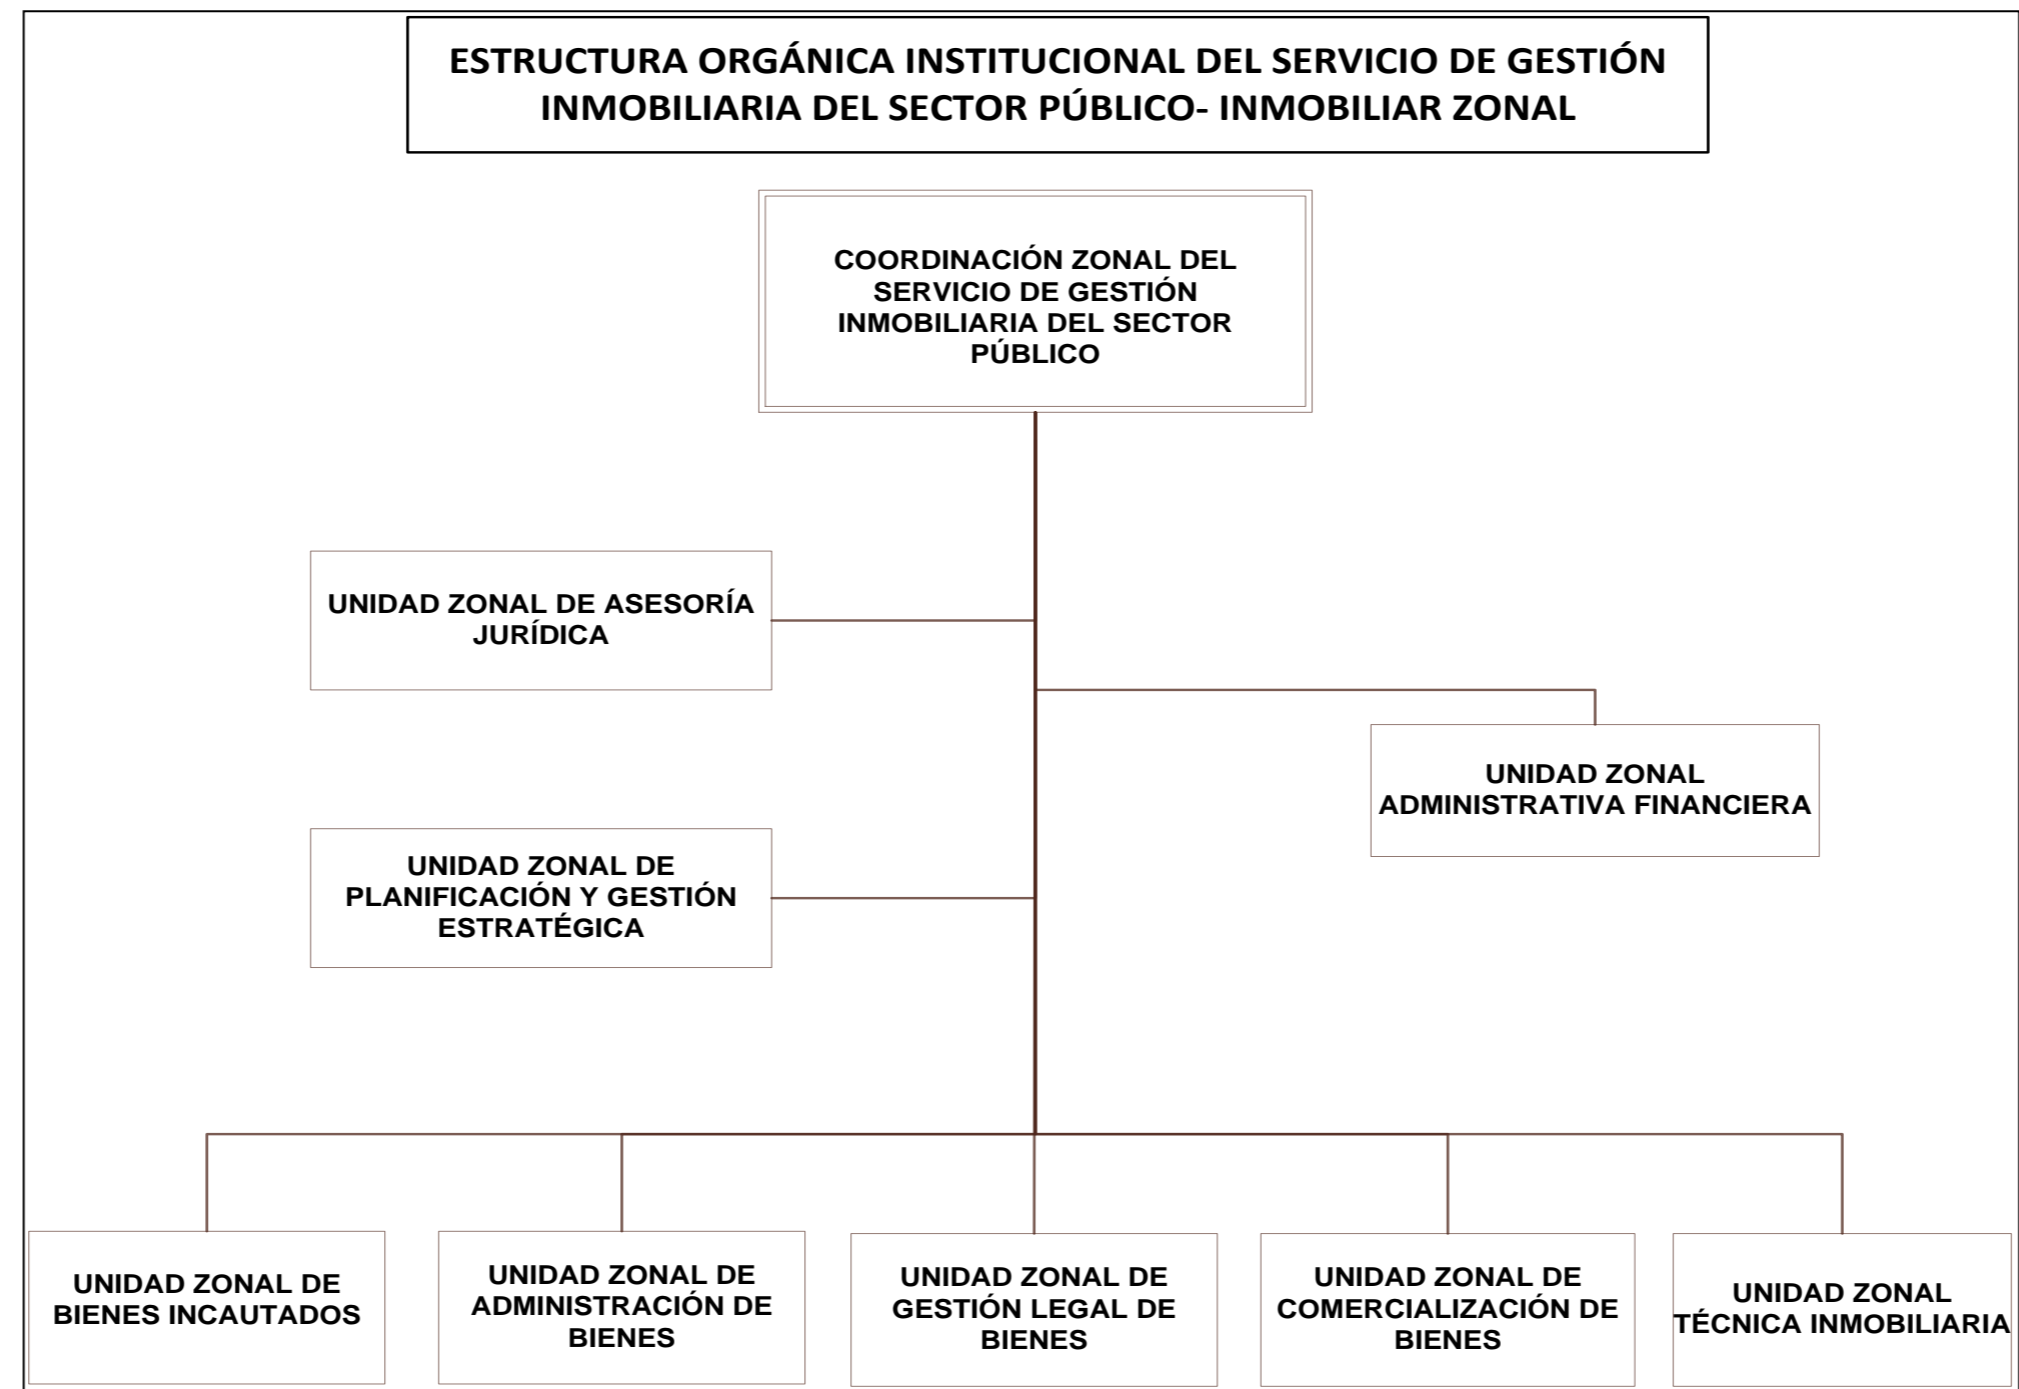 ESTRUCTURA ORGÁNICA INSTITUCIONAL DEL SERVICIO DE GESTIÓN
INMOBILIARIA DEL SECTOR PÚBLICO- INMOBILIAR ZONAL
COORDINACIÓN ZONAL DEL
SERVICIO DE GESTIÓN
INMOBILIARIA DEL SECTOR
PÚBLICO
UNIDAD ZONAL DE ASESORÍA
JURÍDICA
UNIDAD ZONAL
ADMINISTRATIVA FINANCIERA
UNIDAD ZONAL DE
PLANIFICACIÓN Y GESTIÓN
ESTRATÉGICA
UNIDAD ZONAL DE
BIENES INCAUTADOS
UNIDAD ZONAL DE
ADMINISTRACIÓN DE
BIENES
UNIDAD ZONAL DE
GESTIÓN LEGAL DE
BIENES
UNIDAD ZONAL DE
COMERCIALIZACIÓN DE
BIENES
UNIDAD ZONAL
TÉCNICA INMOBILIARIA